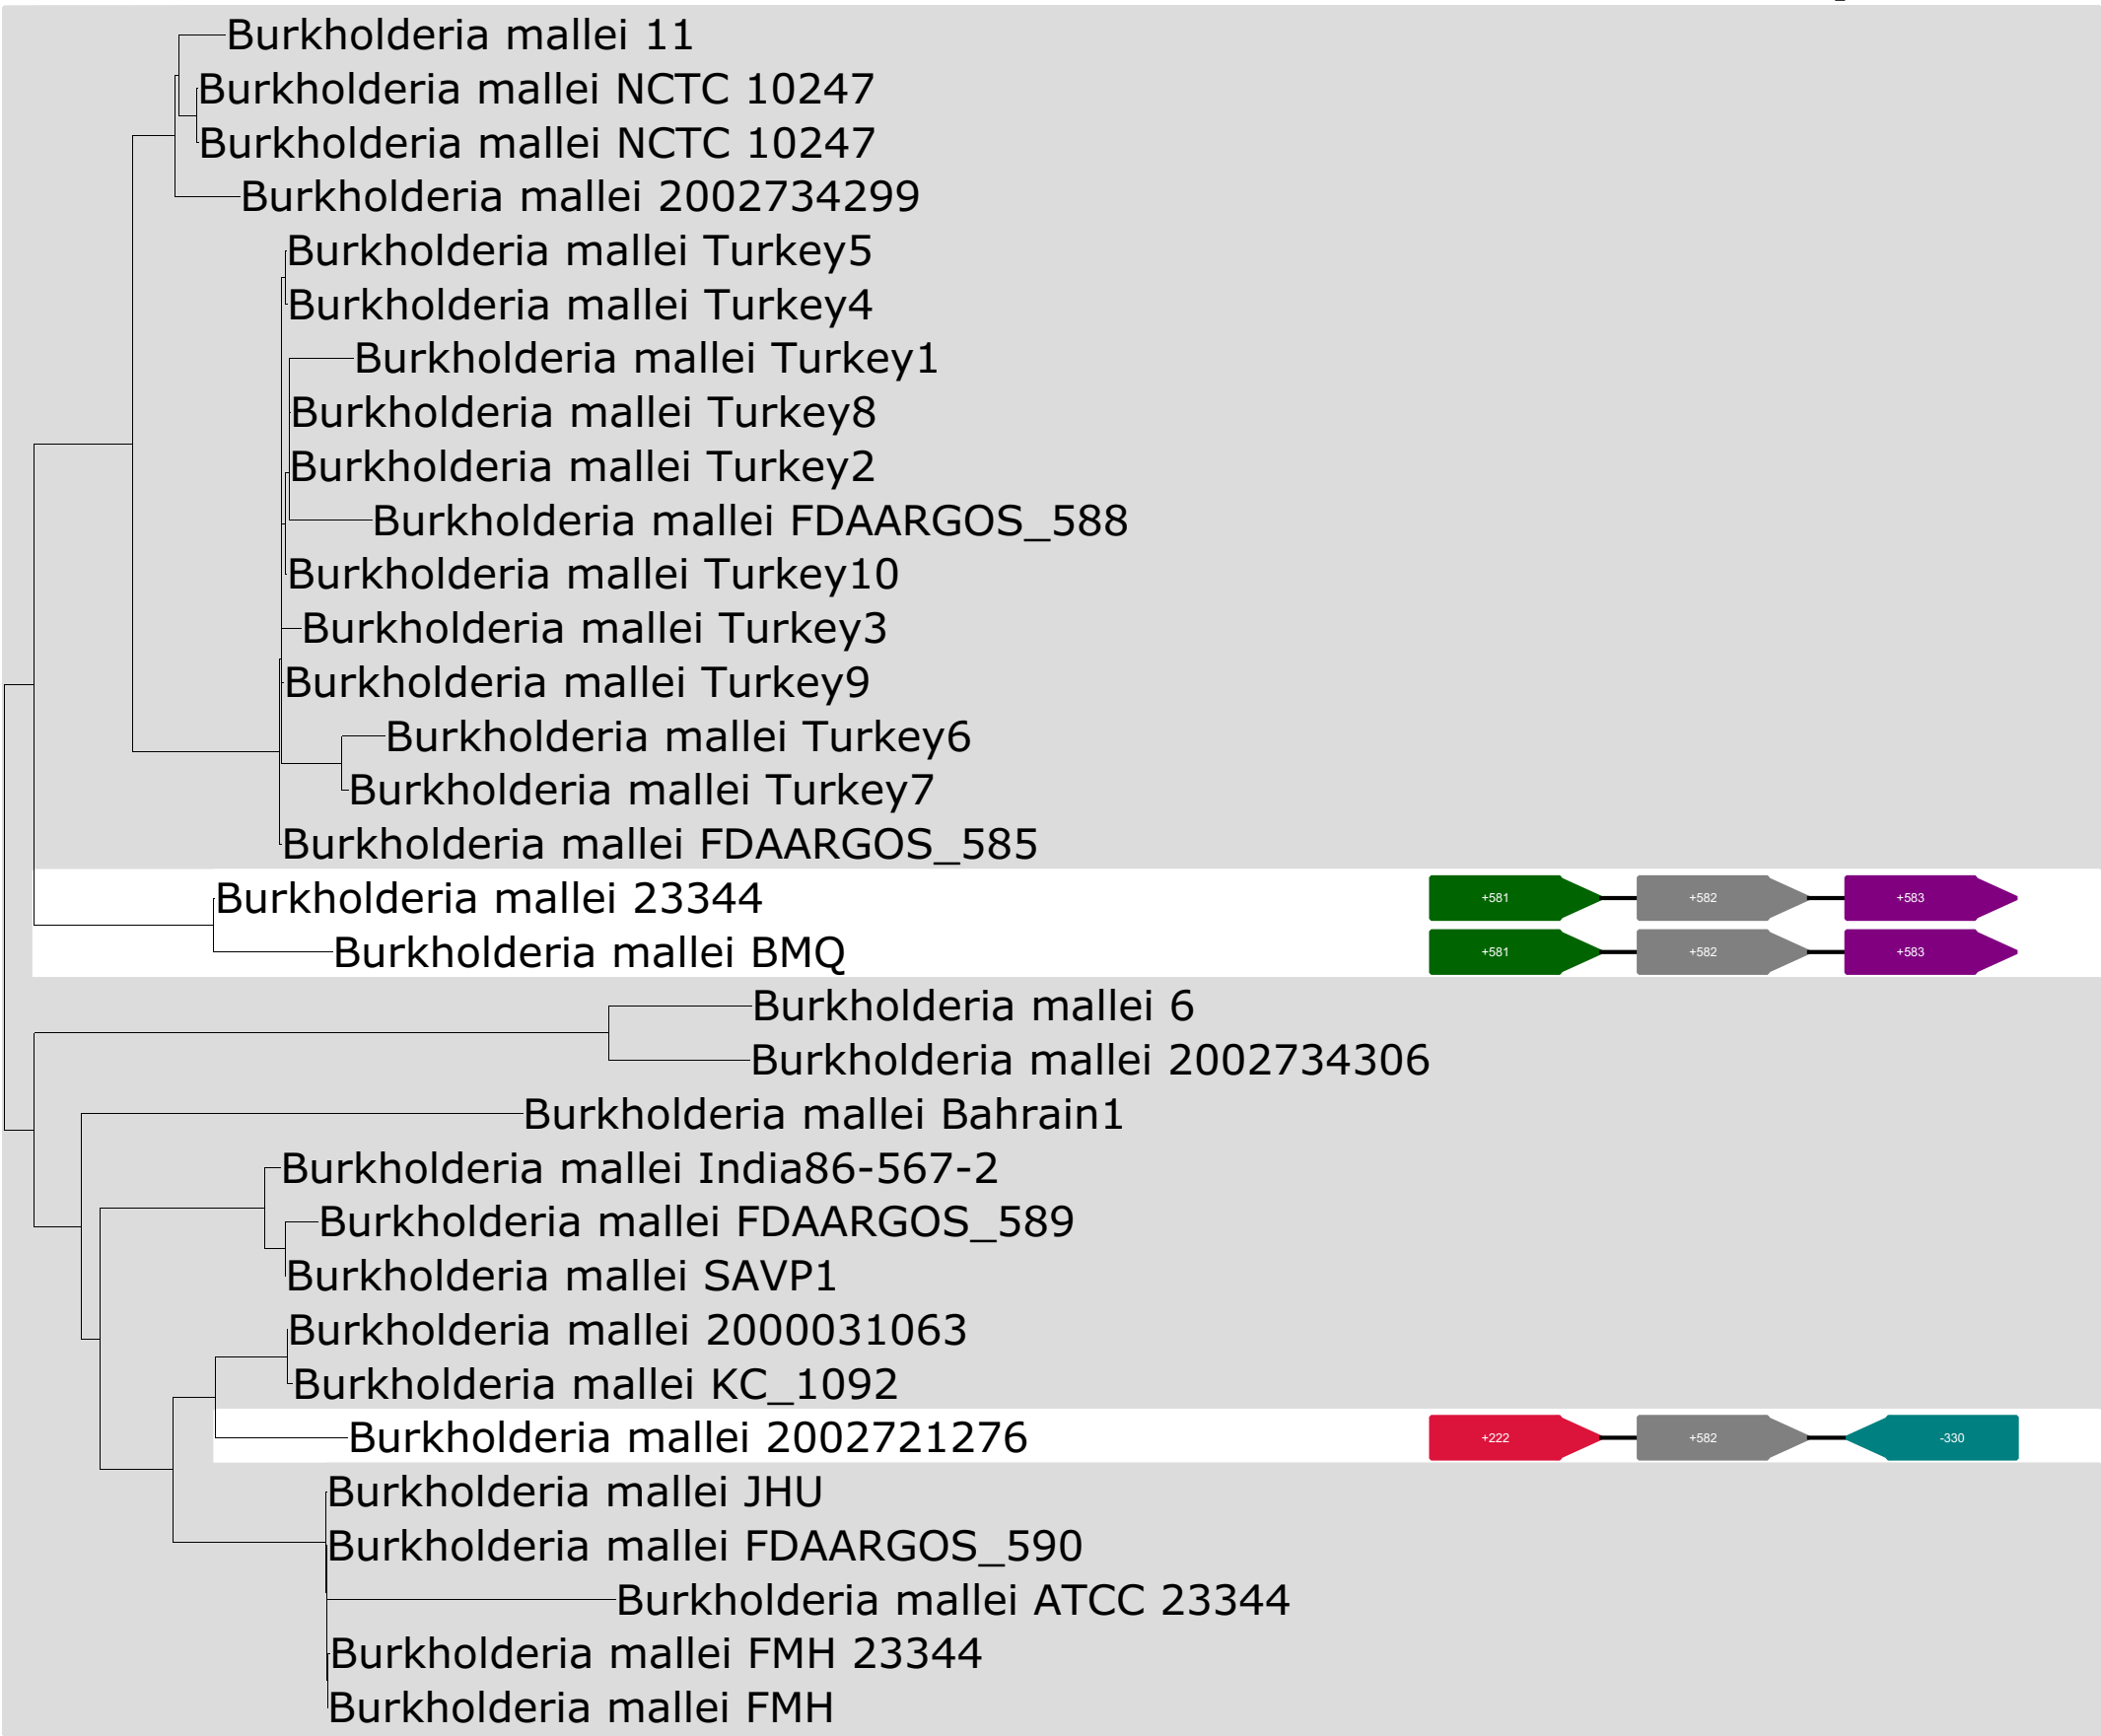 Burkholderia mallei 11
Burkholderia mallei NCTC 10247
Burkholderia mallei NCTC 10247
Burkholderia mallei 2002734299
Burkholderia mallei Turkey5
Burkholderia mallei Turkey4
Burkholderia mallei Turkey1
Burkholderia mallei Turkey8
Burkholderia mallei Turkey2
Burkholderia mallei FDAARGOS_588
Burkholderia mallei Turkey10
Burkholderia mallei Turkey3
Burkholderia mallei Turkey9
Burkholderia mallei Turkey6
Burkholderia mallei Turkey7
Burkholderia mallei FDAARGOS_585
Burkholderia mallei 23344 +581 +582 +583
Burkholderia mallei BMQ +581 +582 +583
Burkholderia mallei 6
Burkholderia mallei 2002734306
Burkholderia mallei Bahrain1
Burkholderia mallei India86-567-2
Burkholderia mallei FDAARGOS_589
Burkholderia mallei SAVP1
Burkholderia mallei 2000031063
Burkholderia mallei KC_1092
Burkholderia mallei 2002721276 +222 +582 -330
Burkholderia mallei JHU
Burkholderia mallei FDAARGOS_590
Burkholderia mallei ATCC 23344
Burkholderia mallei FMH 23344
Burkholderia mallei FMH